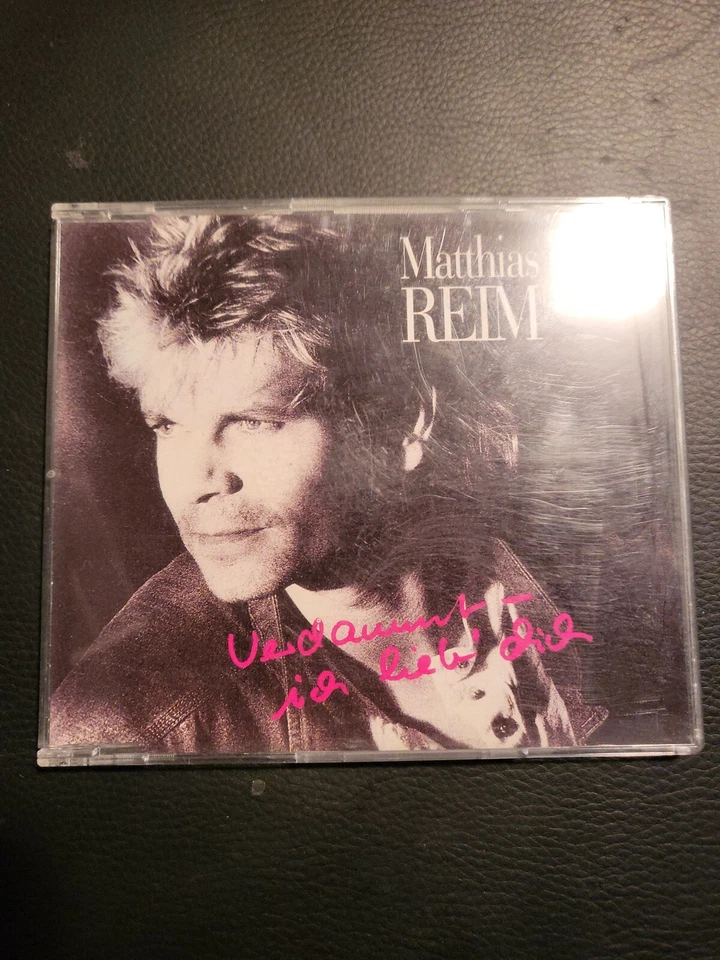 Matthias
REIM
Verdammt -
ich lieb' dich